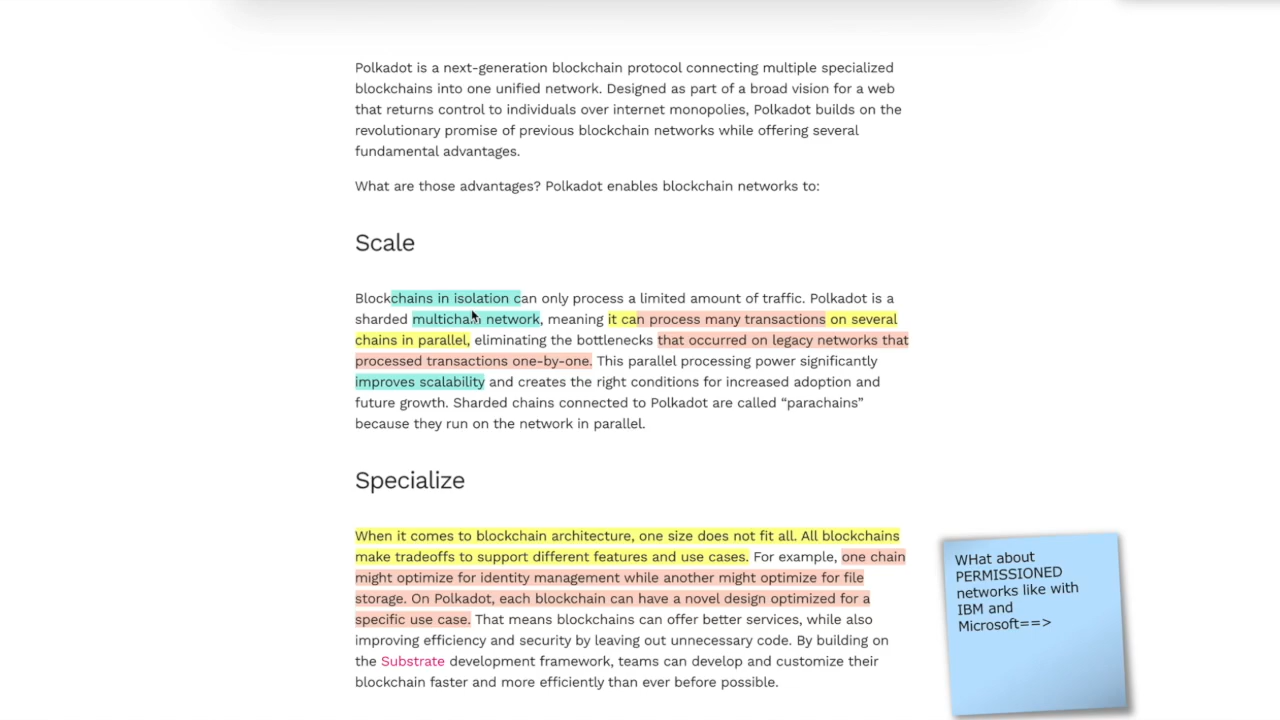 Polkadot is a next-generation blockchain protocol connecting multiple specialized
blockchains into one unified network. Designed as part of a broad vision for a web
that returns control to individuals over internet monopolies, Polkadot builds on the
revolutionary promise of previous blockchain networks while offering several
fundamental advantages.
What are those advantages? Polkadot enables blockchain networks to:
Scale
Blockchains in isolation can only process a limited amount of traffic. Polkadot is a
sharded multichain network, meaning it can process many transactions on several
chains in parallel, eliminating the bottlenecks that occurred on legacy networks that
processed transactions one-by-one. This parallel processing power significantly
improves scalability and creates the right conditions for increased adoption and
future growth. Sharded chains connected to Polkadot are called “parachains”
because they run on the network in parallel.
Specialize
When it comes to blockchain architecture, one size does not fit all. All blockchains
make tradeoffs to support different features and use cases. For example, one chain
might optimize for identity management while another might optimize for file
storage. On Polkadot, each blockchain can have a novel design optimized for a
specific use case. That means blockchains can offer better services, while also
improving efficiency and security by leaving out unnecessary code. By building on
the Substrate development framework, teams can develop and customize their
blockchain faster and more efficiently than ever before possible.
WHat about
PERMISSIONED
networks like with
IBM and
Microsoft==>